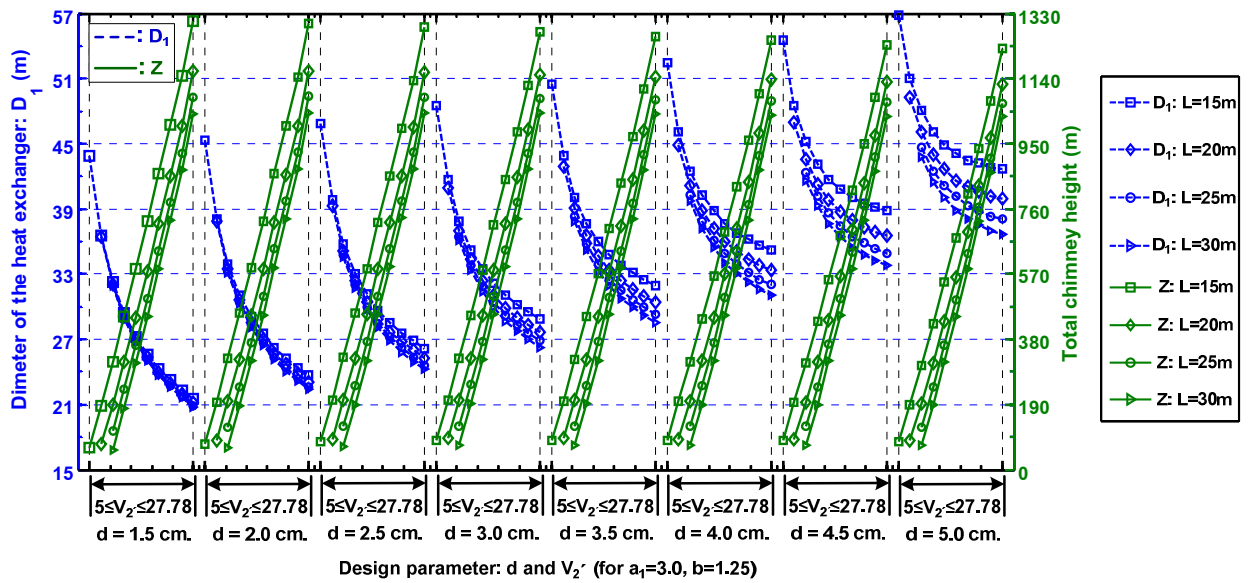 Dimeter of the heat exchanger: D1 (m)
57
51
45
39
33
27
21
15
: D1
: Z
1330
1140
950
760
570
380
190
0
Total chimney height (m)
D1: L=15m
D1: L=20m
D1: L=25m
D1: L=30m
Z: L=15m
Z: L=20m
Z: L=25m
Z: L=30m
5≤V2′≤27.78 5≤V2′≤27.78 5≤V2′≤27.78 5≤V2′≤27.78 5≤V2′≤27.78 5≤V2′≤27.78 5≤V2′≤27.78 5≤V2′≤27.78
d = 1.5 cm. d = 2.0 cm. d = 2.5 cm. d = 3.0 cm. d = 3.5 cm. d = 4.0 cm. d = 4.5 cm. d = 5.0 cm.
Design parameter: d and V2′ (for a1=3.0, b=1.25)